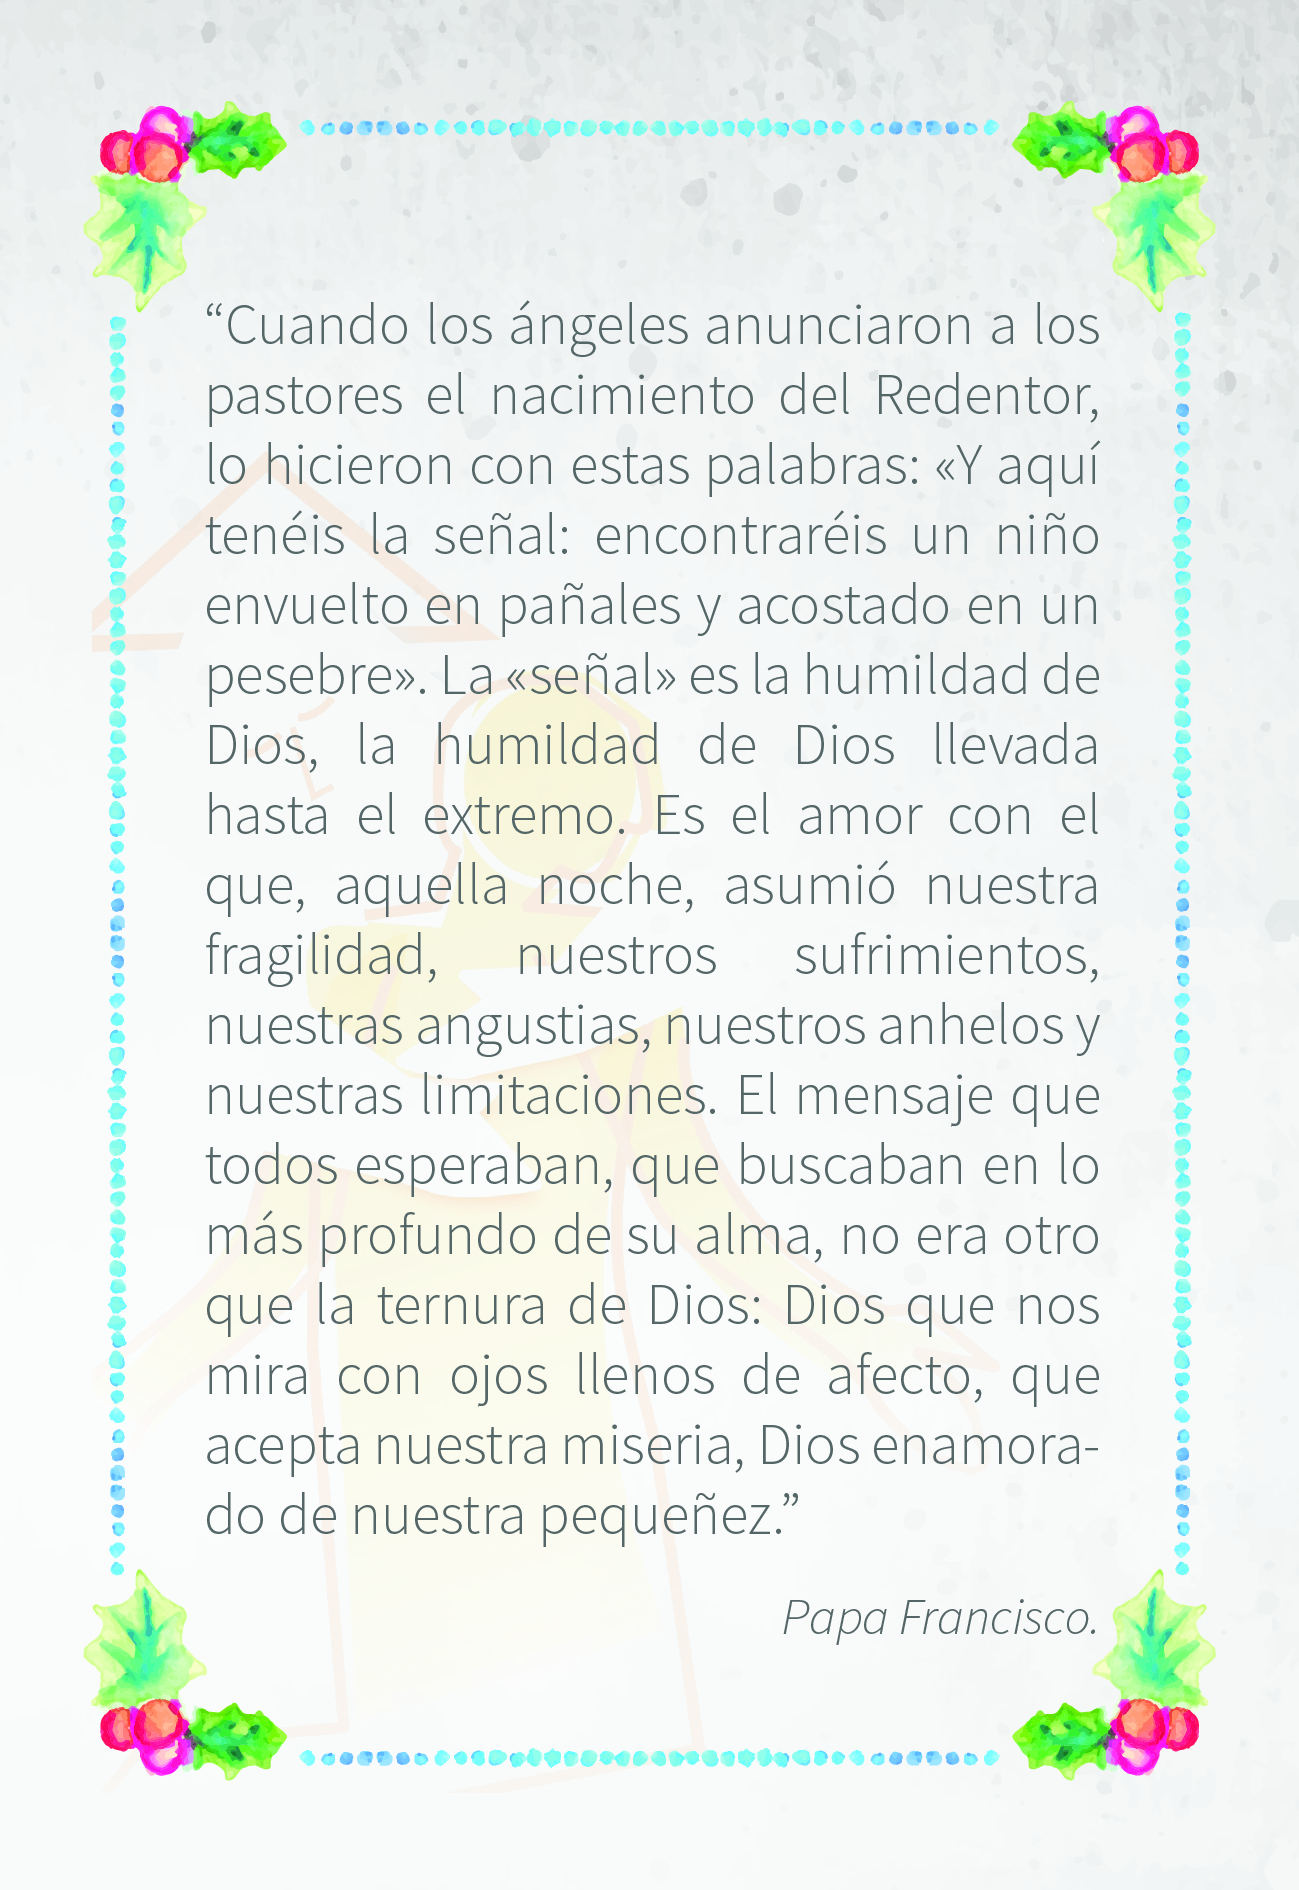 “Cuando los ángeles anunciaron a los
pastores el nacimiento del Redentor,
lo hicieron con estas palabras: «Y aquí
tenéis la señal: encontraréis un niño
envuelto en pañales y acostado en un
pesebre». La «señal» es la humildad de
Dios, la humildad de Dios llevada
hasta el extremo. Es el amor con el
que, aquella noche, asumió nuestra
fragilidad, nuestros sufrimientos,
nuestras angustias, nuestros anhelos y
nuestras limitaciones. El mensaje que
todos esperaban, que buscaban en lo
más profundo de su alma, no era otro
que la ternura de Dios: Dios que nos
mira con ojos llenos de afecto, que
acepta nuestra miseria, Dios enamora-
do de nuestra pequeñez.”
Papa Francisco.